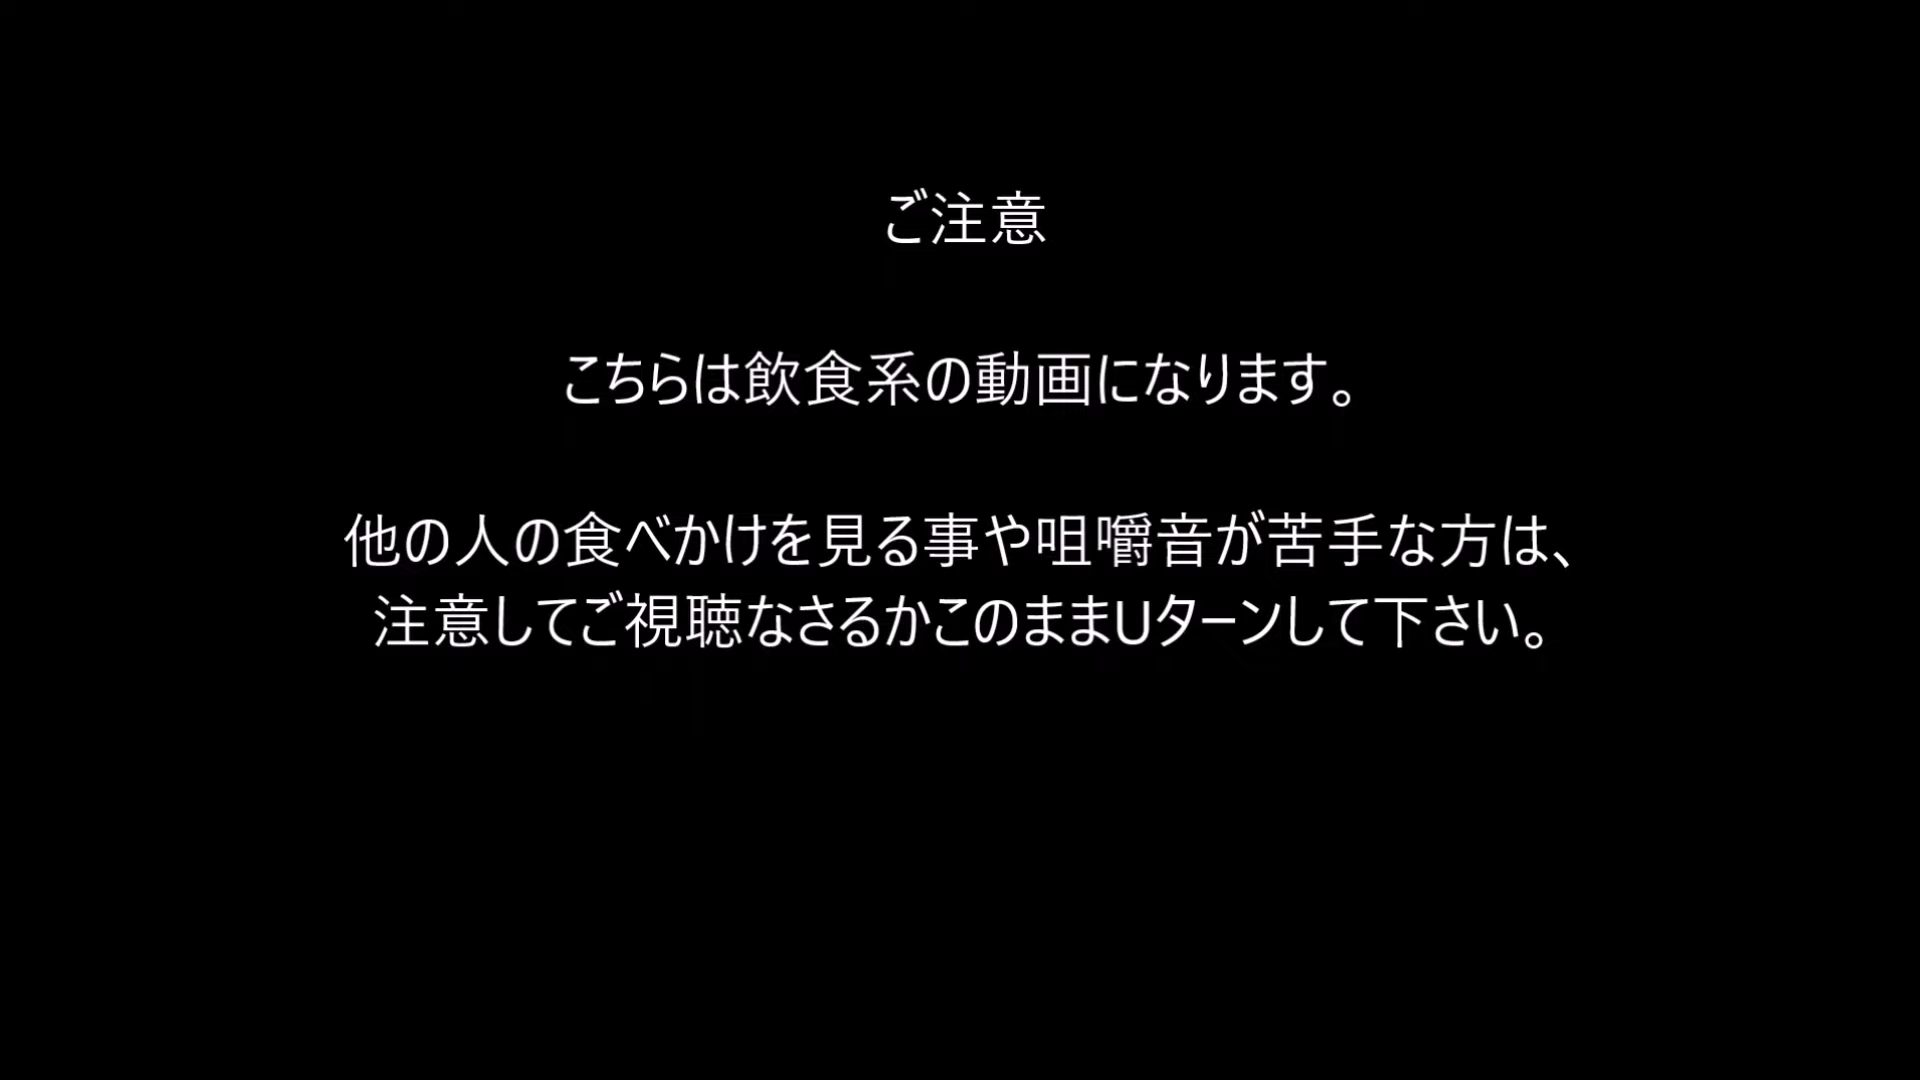 ご注意
こちらは飲食系の動画になります。
他の人の食べかけを見る事や咀嚼音が苦手な方は、
注意してご視聴なさるかこのままUターンして下さい。